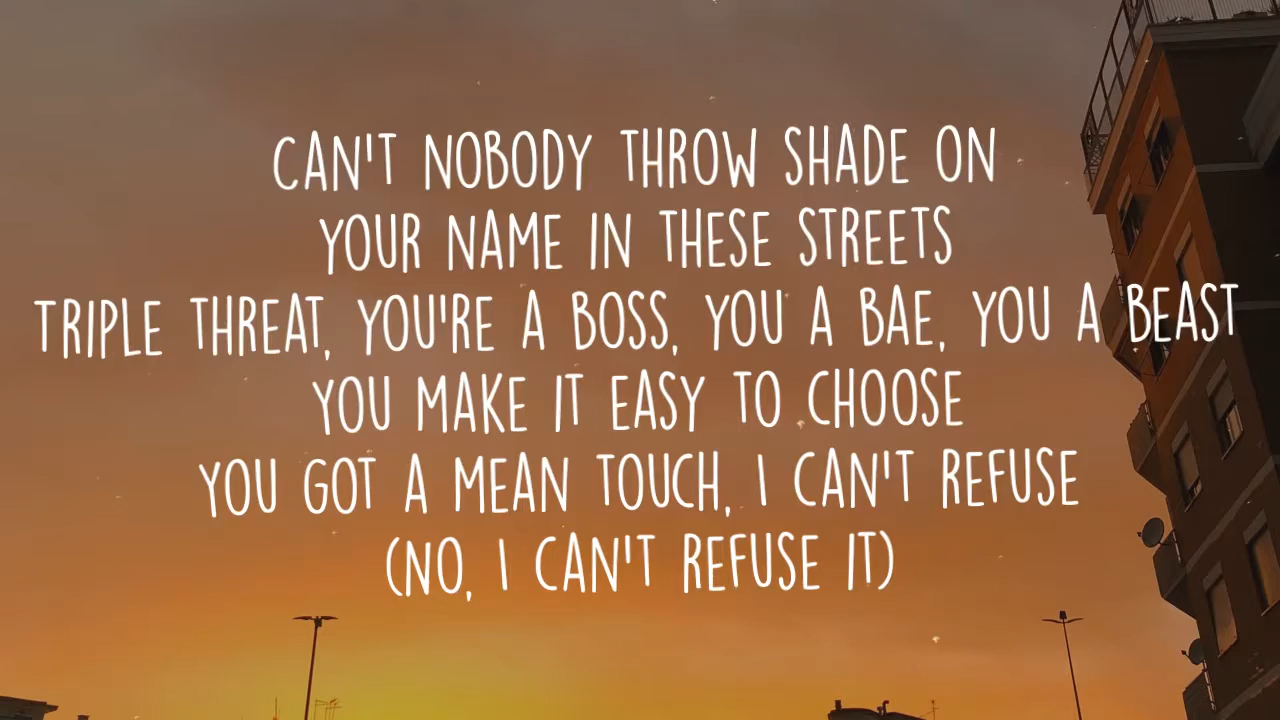 CAN'T NOBODY THROW SHADE ON
YOUR NAME IN THESE STREETS
TRIPLE THREAT, YOU'RE A BOSS, YOU A BAE, YOU A BEAST
YOU MAKE IT EASY TO CHOOSE
YOU GOT A MEAN TOUCH, I CAN'T REFUSE
(NO, I CAN'T REFUSE IT)